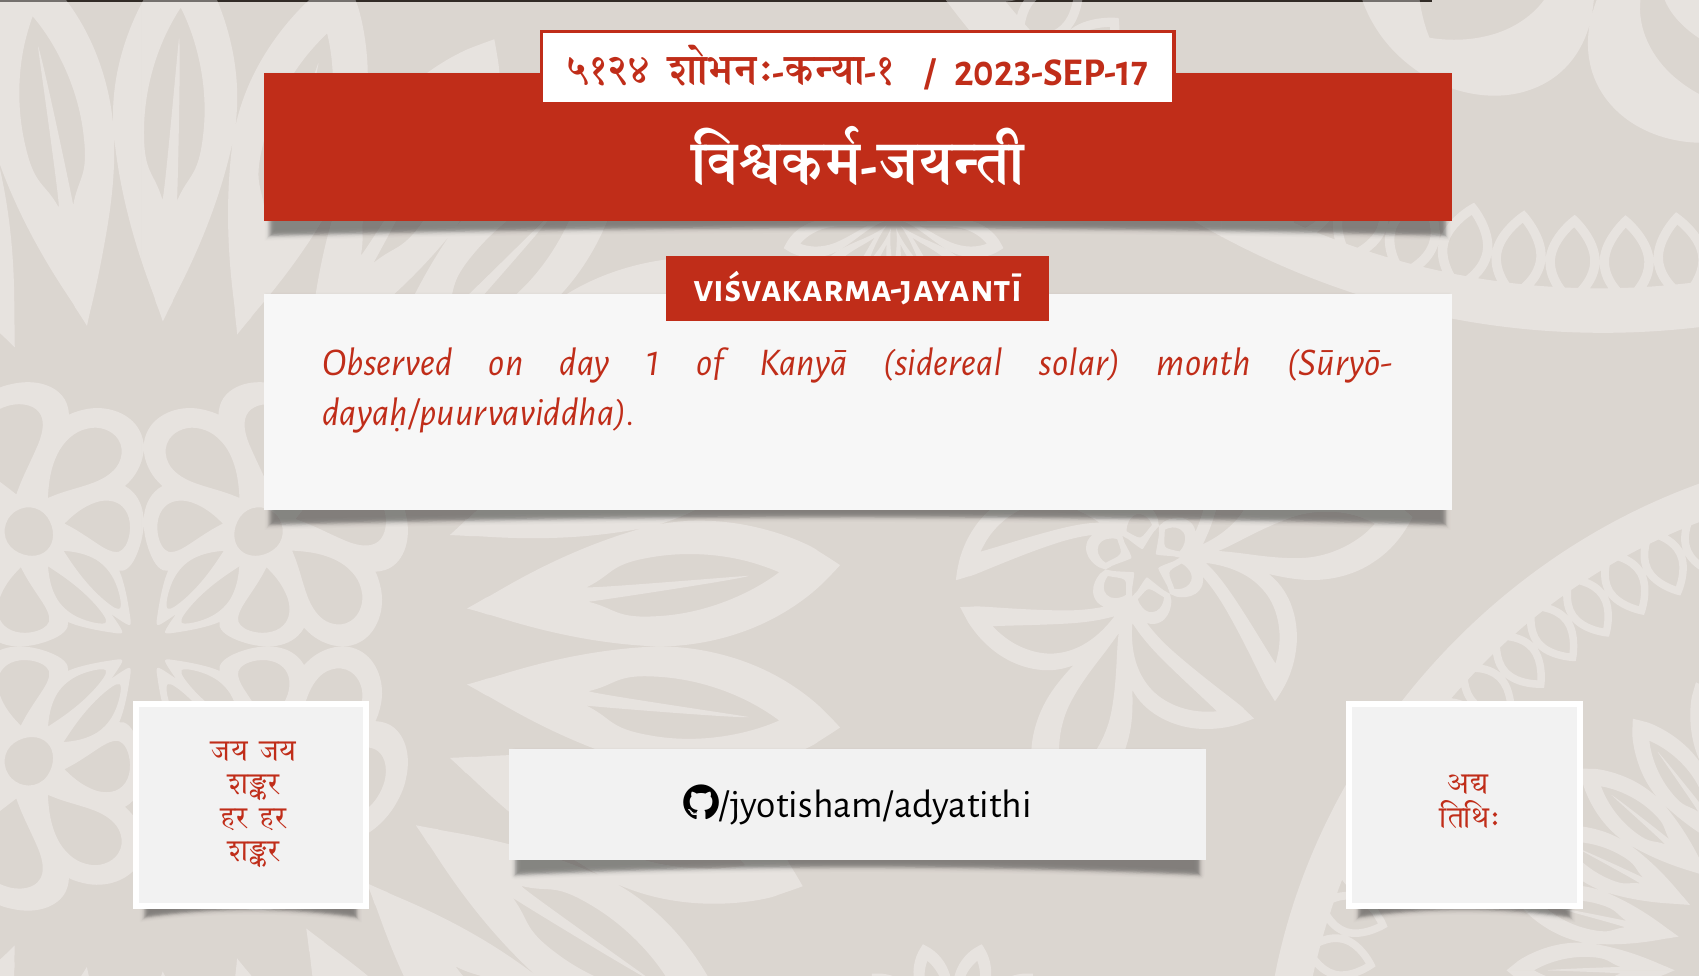 ५१२४ शोभनः-कन्या-१ / 2023-SEP-17
विश्वकर्म-जयन्ती
VIŚVAKARMA-JAYANTĪ
Observed on day 1 of Kanyā (sidereal solar) month (Sūryō-
dayaḥ/puurvaviddha).
जय जय
शङ्कर
हर हर
शङ्कर
/jyotisham/adyatithi
अद्य
तिथिः